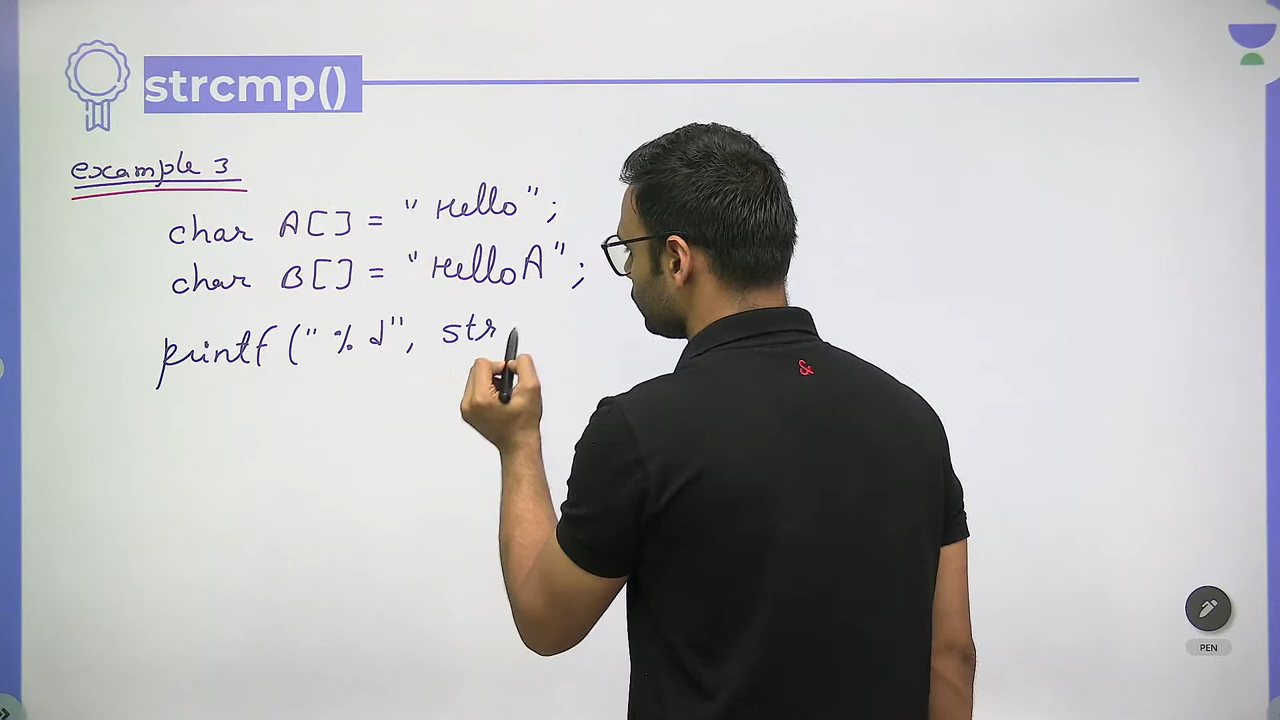 strcmp()
example 3
char A[] = "Hello";
char B[] = "HelloA";
printf("%d", str
PEN